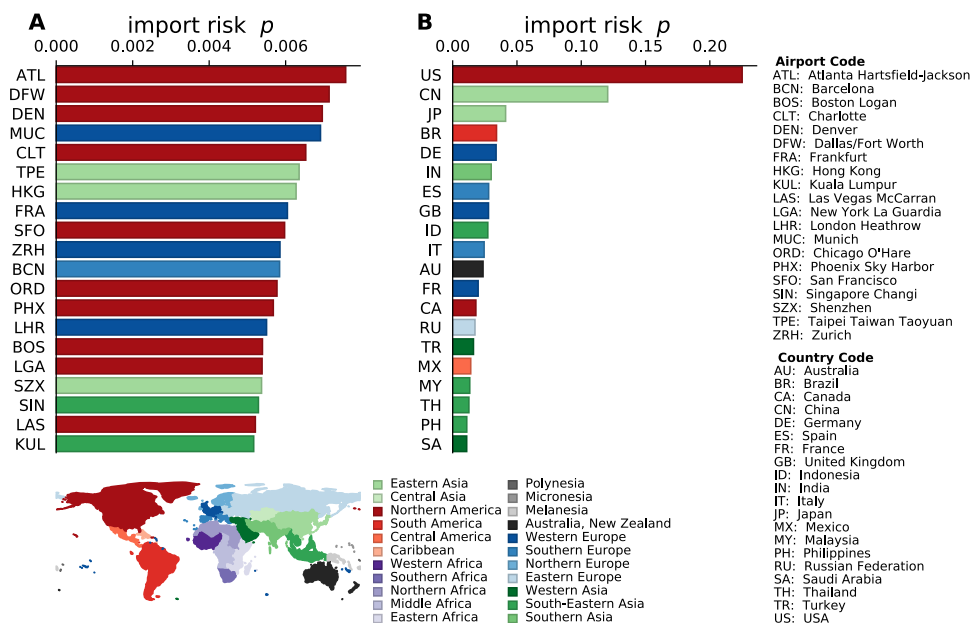 A import risk p
0.000 0.002 0.004 0.006
ATL
DFW
DEN
MUC
CLT
TPE
HKG
FRA
SFO
ZRH
BCN
ORD
PHX
LHR
BOS
LGA
SZX
SIN
LAS
KUL
B import risk p
0.00 0.05 0.10 0.15 0.20
US
CN
JP
BR
DE
IN
ES
GB
ID
IT
AU
FR
CA
RU
TR
MX
MY
TH
PH
SA
Airport Code
ATL: Atlanta Hartsfield-Jackson
BCN: Barcelona
BOS: Boston Logan
CLT: Charlotte
DEN: Denver
DFW: Dallas/Fort Worth
FRA: Frankfurt
HKG: Hong Kong
KUL: Kuala Lumpur
LAS: Las Vegas McCarran
LGA: New York La Guardia
LHR: London Heathrow
MUC: Munich
ORD: Chicago O'Hare
PHX: Phoenix Sky Harbor
SFO: San Francisco
SIN: Singapore Changi
SZX: Shenzhen
TPE: Taipei Taiwan Taoyuan
ZRH: Zurich
Country Code
AU: Australia
BR: Brazil
CA: Canada
CN: China
DE: Germany
ES: Spain
FR: France
GB: United Kingdom
ID: Indonesia
IN: India
IT: Italy
JP: Japan
MX: Mexico
MY: Malaysia
PH: Philippines
RU: Russian Federation
SA: Saudi Arabia
TH: Thailand
TR: Turkey
US: USA
Eastern Asia
Central Asia
Northern America
South America
Central America
Caribbean
Western Africa
Southern Africa
Northern Africa
Middle Africa
Eastern Africa
Polynesia
Micronesia
Melanesia
Australia, New Zealand
Western Europe
Southern Europe
Northern Europe
Eastern Europe
Western Asia
South-Eastern Asia
Southern Asia